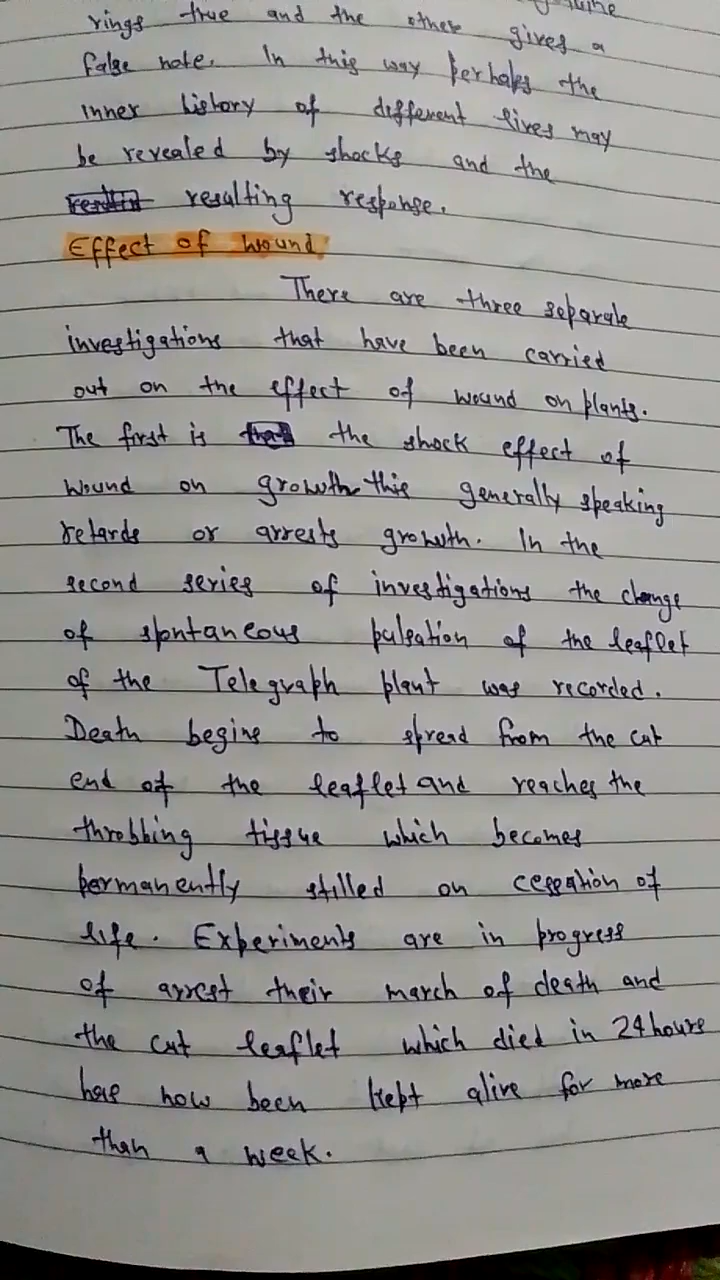 rings true and the other gives a
false note. In this way perhaps the
inner history of different lives may
be revealed by shocks and the
resulting response.
Effect of wound
There are three separate
investigations that have been carried
out on the effect of wound on plants.
The first is the shock effect of
wound on growth this generally speaking
retards or arrests growth. In the
second series of investigations the change
of spontaneous pulsation of the leaflet
of the Telegraph plant was recorded.
Death begins to spread from the cut
end of the leaflet and reaches the
throbbing tissue which becomes
permanently stilled on cessation of
life. Experiments are in progress
of arrest their march of death and
the cut leaflet which died in 24 hours
has now been kept alive for more
than a week.